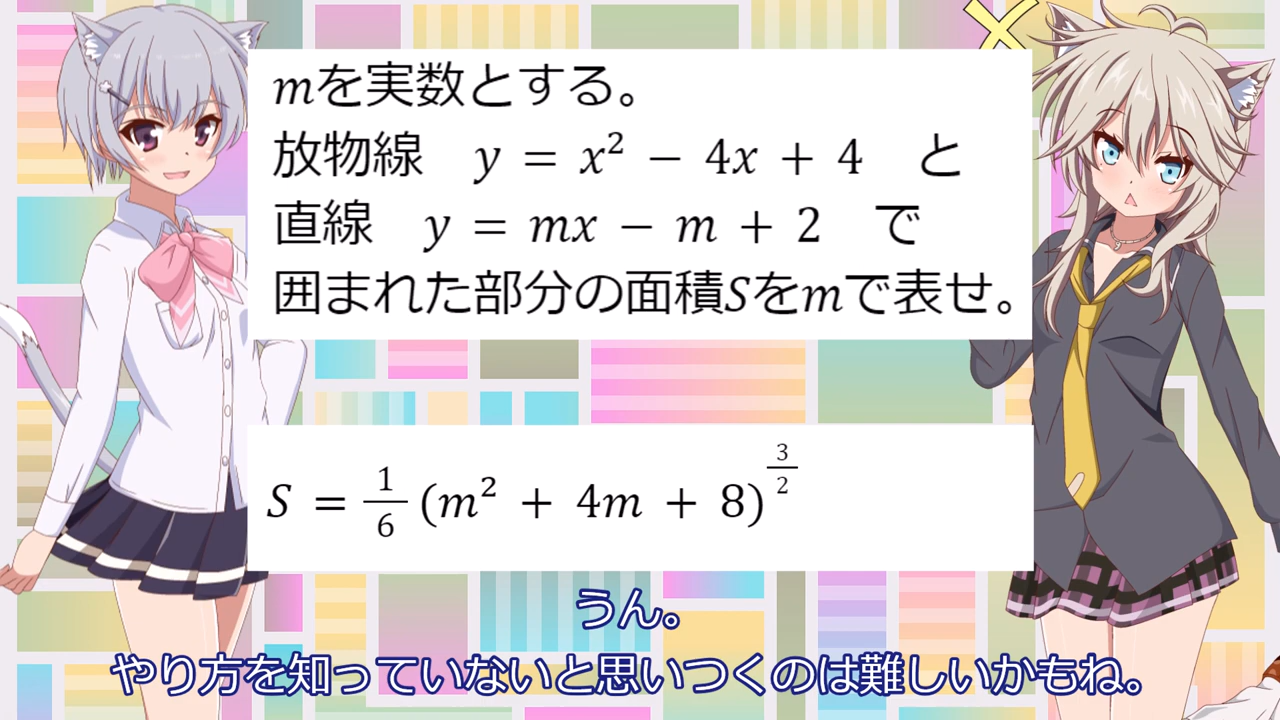 mを実数とする。
放物線　y = x² − 4x + 4　と
直線　y = mx − m + 2　で
囲まれた部分の面積Sをmで表せ。
S = 1/6 (m² + 4m + 8)^(3/2)
うん。
やり方を知っていないと思いつくのは難しいかもね。